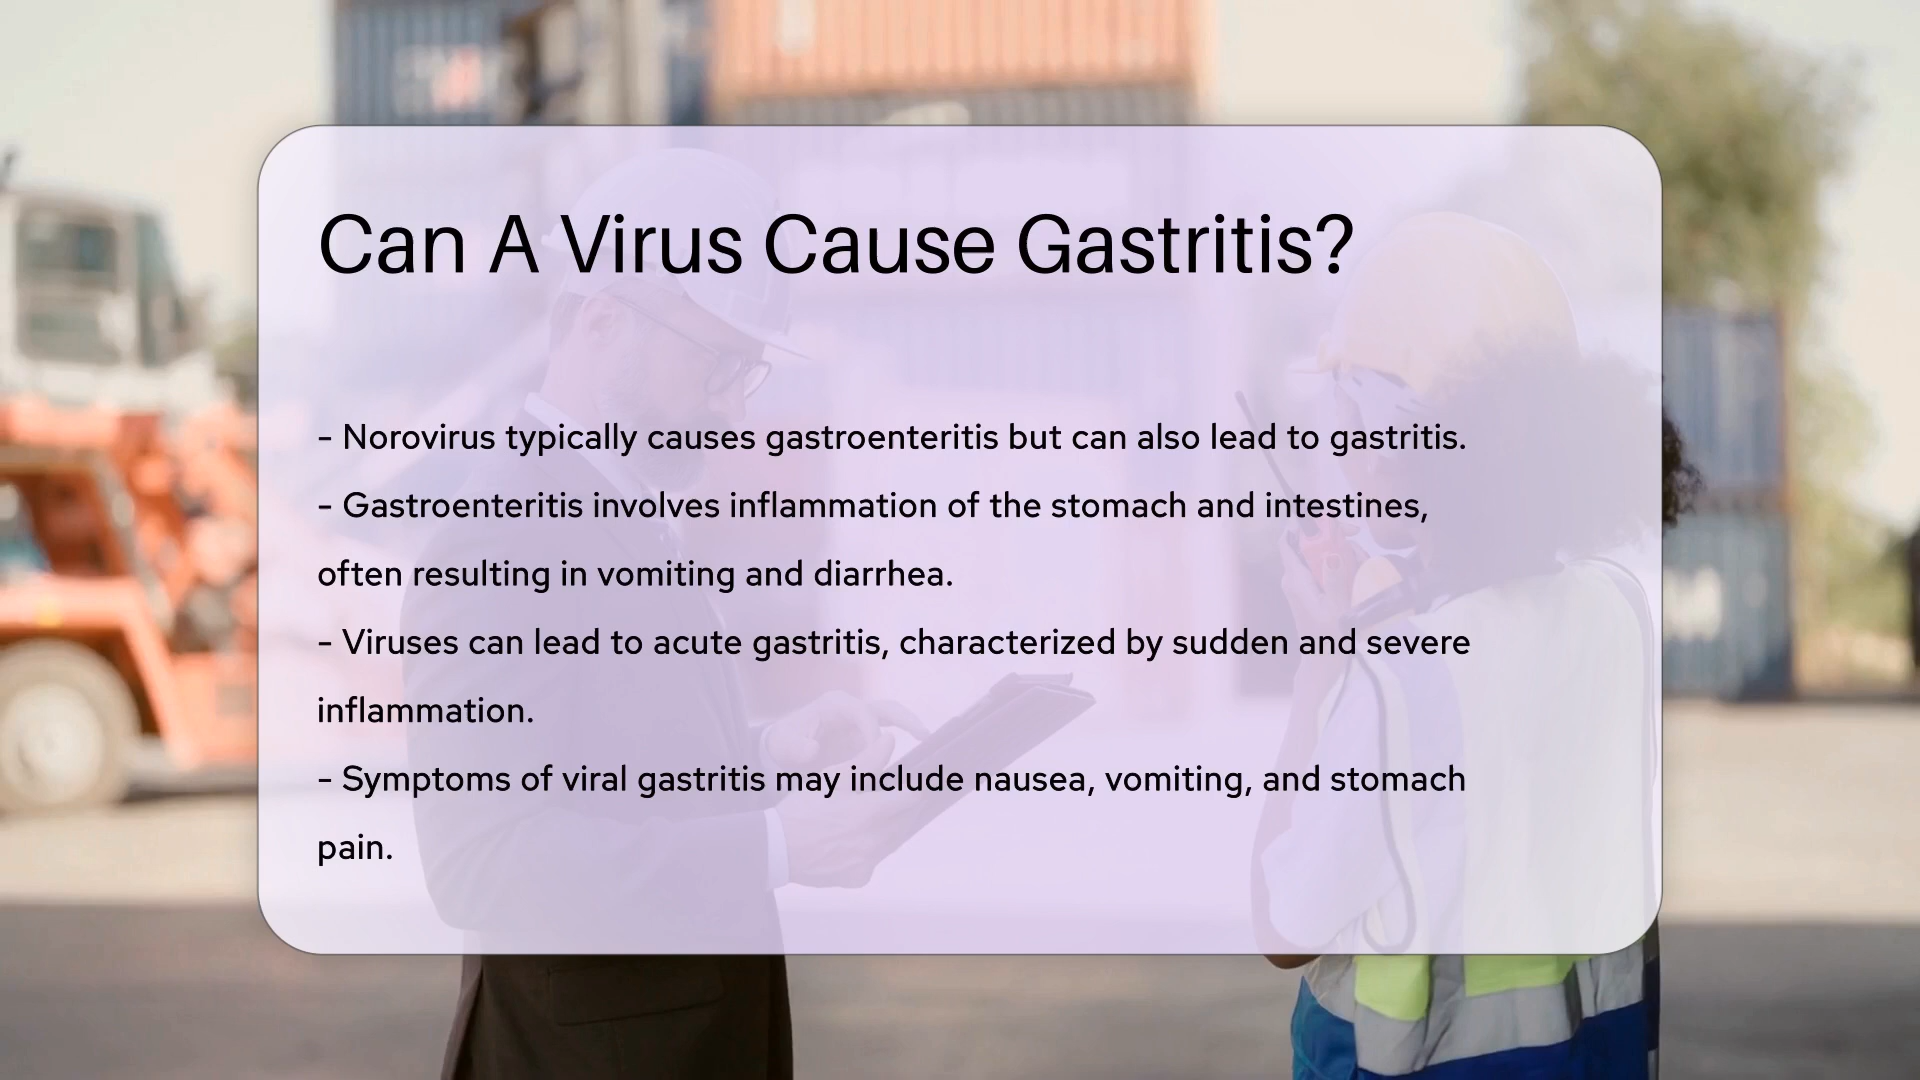 Can A Virus Cause Gastritis?
- Norovirus typically causes gastroenteritis but can also lead to gastritis.
- Gastroenteritis involves inflammation of the stomach and intestines,
often resulting in vomiting and diarrhea.
- Viruses can lead to acute gastritis, characterized by sudden and severe
inflammation.
- Symptoms of viral gastritis may include nausea, vomiting, and stomach
pain.